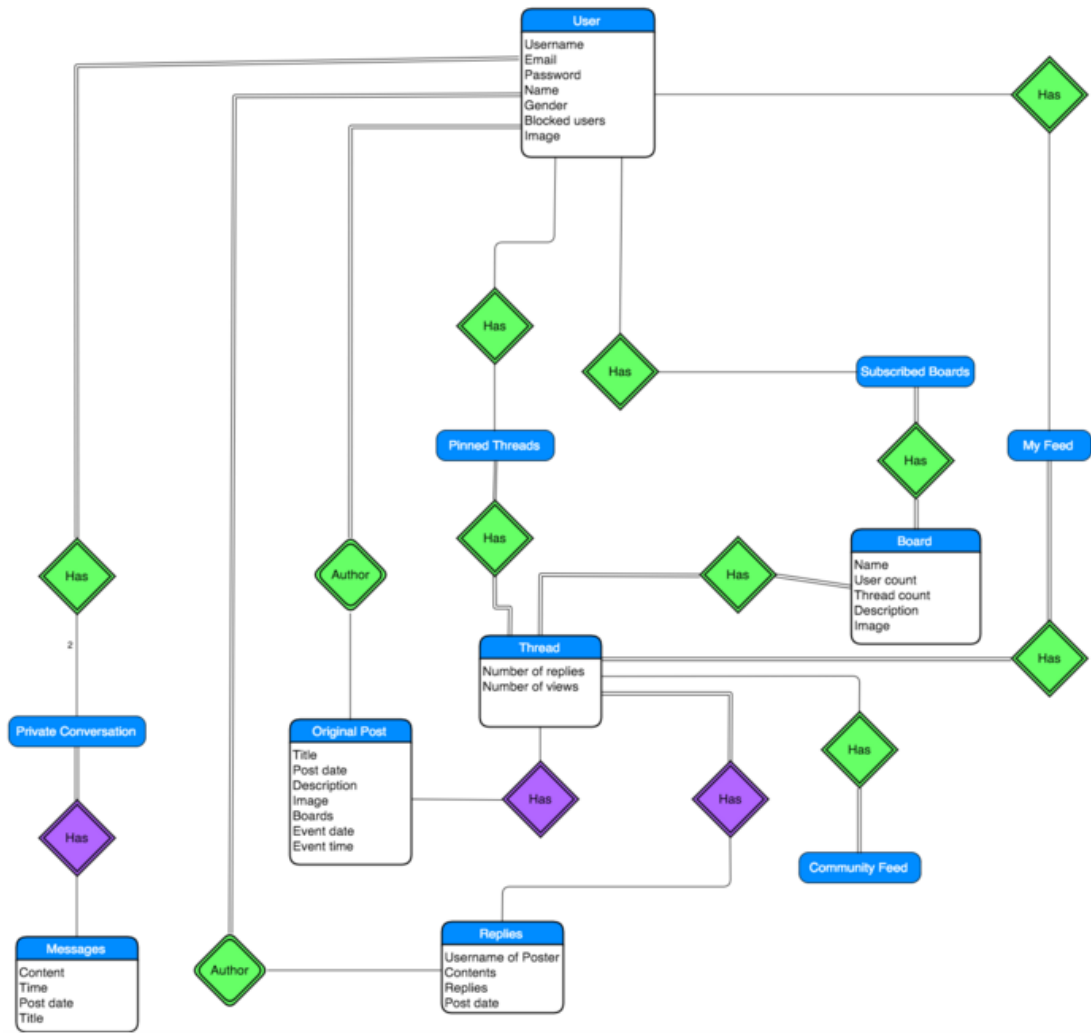 User
Username
Email
Password
Name
Gender
Blocked users
Image
Has
Has
Has
Subscribed Boards
Pinned Threads
My Feed
Has
Has
Board
Name
User count
Thread count
Description
Image
Has
Has
Author
Thread
Number of replies
Number of views
Has
2
Private Conversation
Original Post
Title
Post date
Description
Image
Boards
Event date
Event time
Has
Has
Has
Has
Community Feed
Messages
Content
Time
Post date
Title
Replies
Username of Poster
Contents
Replies
Post date
Author